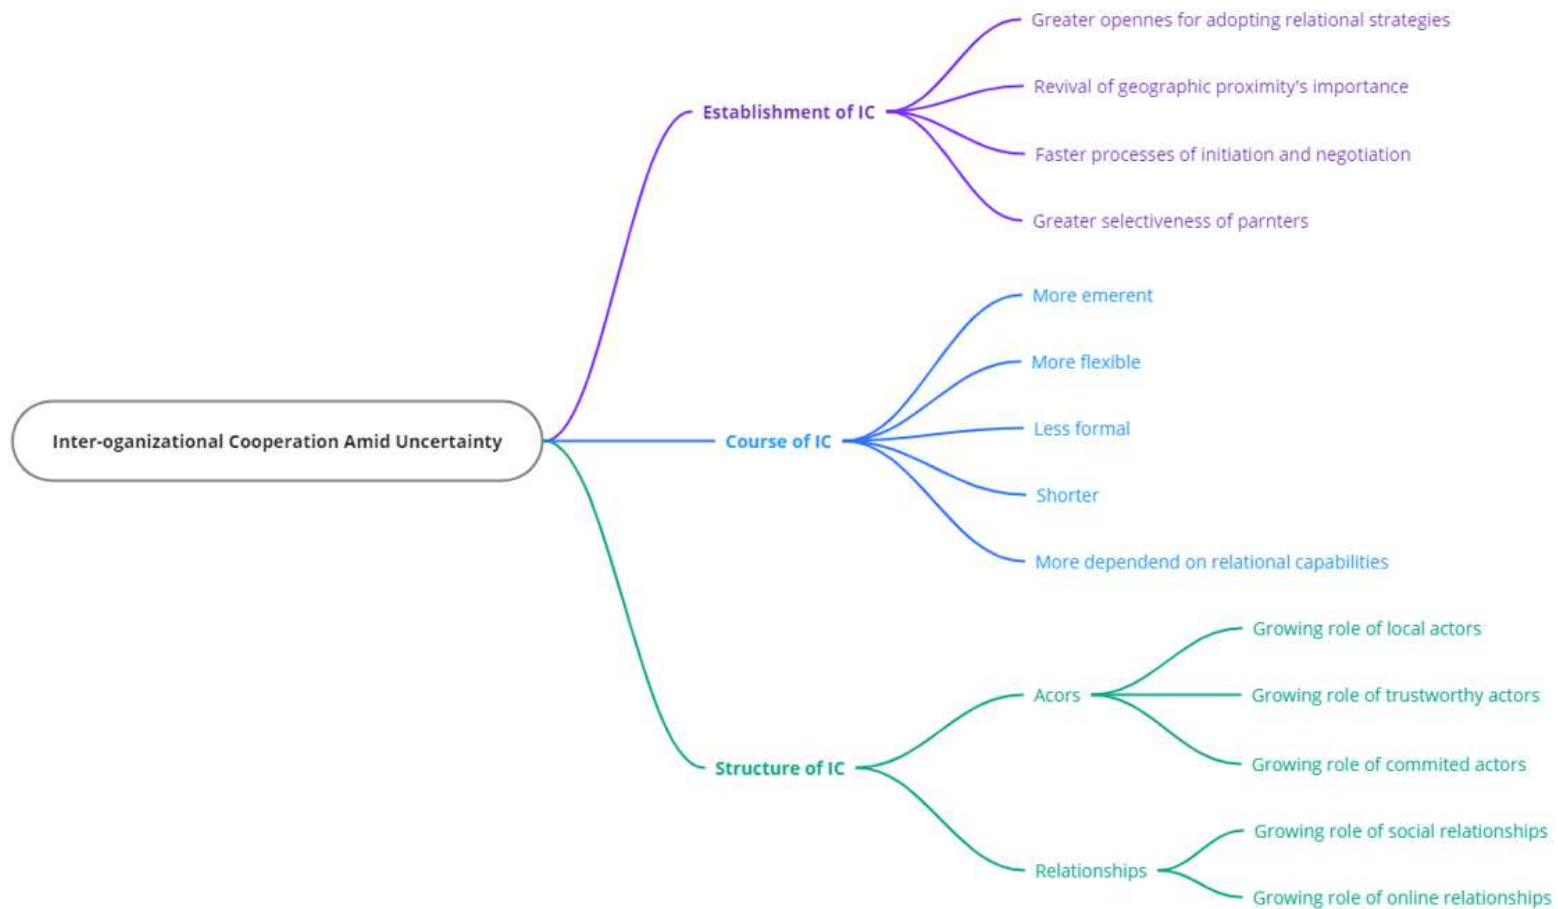 Inter-oganizational Cooperation Amid Uncertainty
Establishment of IC
Greater opennes for adopting relational strategies
Revival of geographic proximity's importance
Faster processes of initiation and negotiation
Greater selectiveness of parnters
Course of IC
More emerent
More flexible
Less formal
Shorter
More dependend on relational capabilities
Structure of IC
Acors
Growing role of local actors
Growing role of trustworthy actors
Growing role of commited actors
Relationships
Growing role of social relationships
Growing role of online relationships